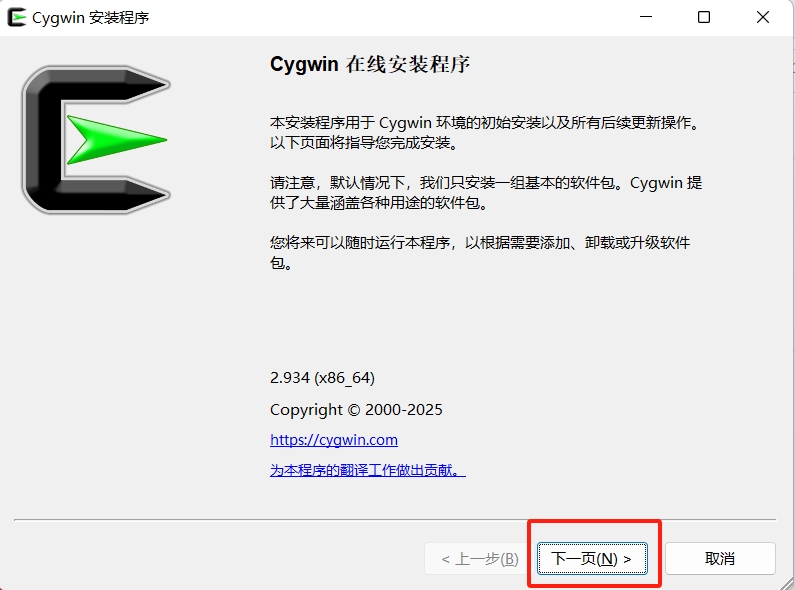 Cygwin 安装程序
Cygwin 在线安装程序
本安装程序用于 Cygwin 环境的初始安装以及所有后续更新操作。
以下页面将指导您完成安装。
请注意，默认情况下，我们只安装一组基本的软件包。Cygwin 提
供了大量涵盖各种用途的软件包。
您将来可以随时运行本程序，以根据需要添加、卸载或升级软件
包。
2.934 (x86_64)
Copyright © 2000-2025
https://cygwin.com
为本程序的翻译工作做出贡献。
< 上一步(B)
下一页(N) >
取消